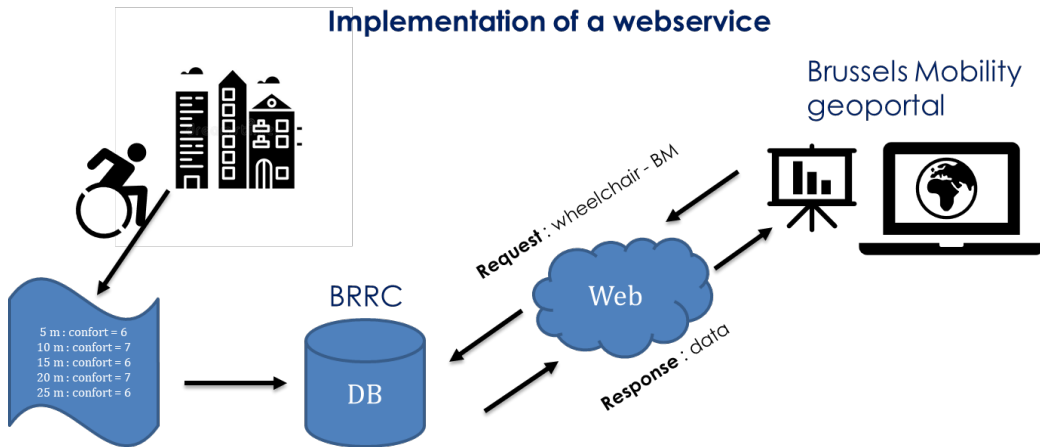 Implementation of a webservice
Brussels Mobility
geoportal
Request : wheelchair - BM
BRRC
Web
5 m : confort = 6
10 m : confort = 7
15 m : confort = 6
20 m : confort = 7
25 m : confort = 6
DB
Response : data